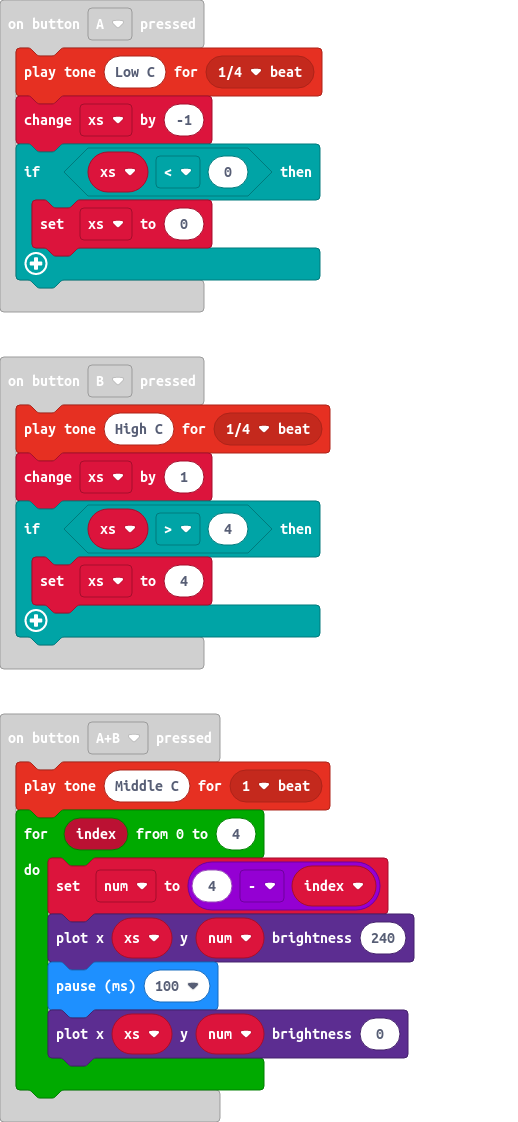 on button A pressed
play tone Low C for 1/4 beat
change xs by -1
if xs < 0 then
set xs to 0
on button B pressed
play tone High C for 1/4 beat
change xs by 1
if xs > 4 then
set xs to 4
on button A+B pressed
play tone Middle C for 1 beat
for index from 0 to 4
do
set num to 4 - index
plot x xs y num brightness 240
pause (ms) 100
plot x xs y num brightness 0